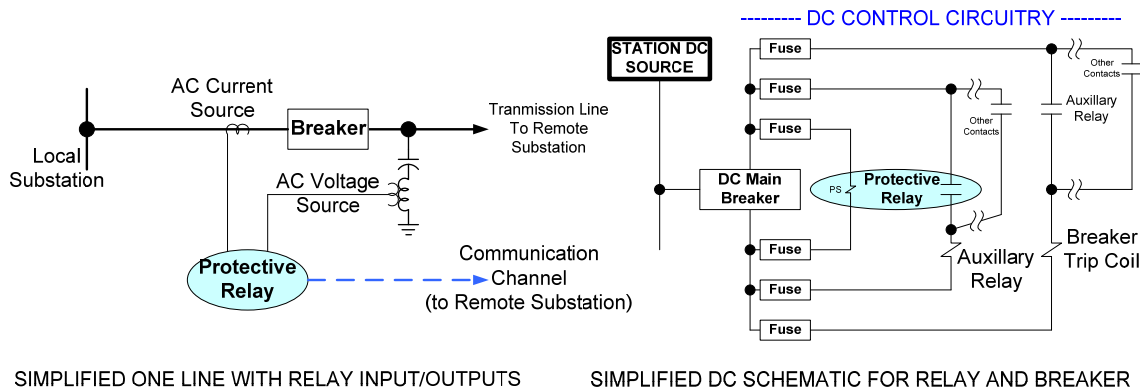 AC Current
Source
Breaker
Tranmission Line
To Remote
Substation
Local
Substation
AC Voltage
Source
Protective
Relay
Communication
Channel
(to Remote Substation)
SIMPLIFIED ONE LINE WITH RELAY INPUT/OUTPUTS
DC CONTROL CIRCUITRY
STATION DC
SOURCE
Fuse
Other
Contacts
Fuse
Auxillary
Relay
Other
Contacts
Fuse
DC Main
Breaker
PS
Protective
Relay
Fuse
Auxillary
Relay
Breaker
Trip Coil
Fuse
Fuse
SIMPLIFIED DC SCHEMATIC FOR RELAY AND BREAKER